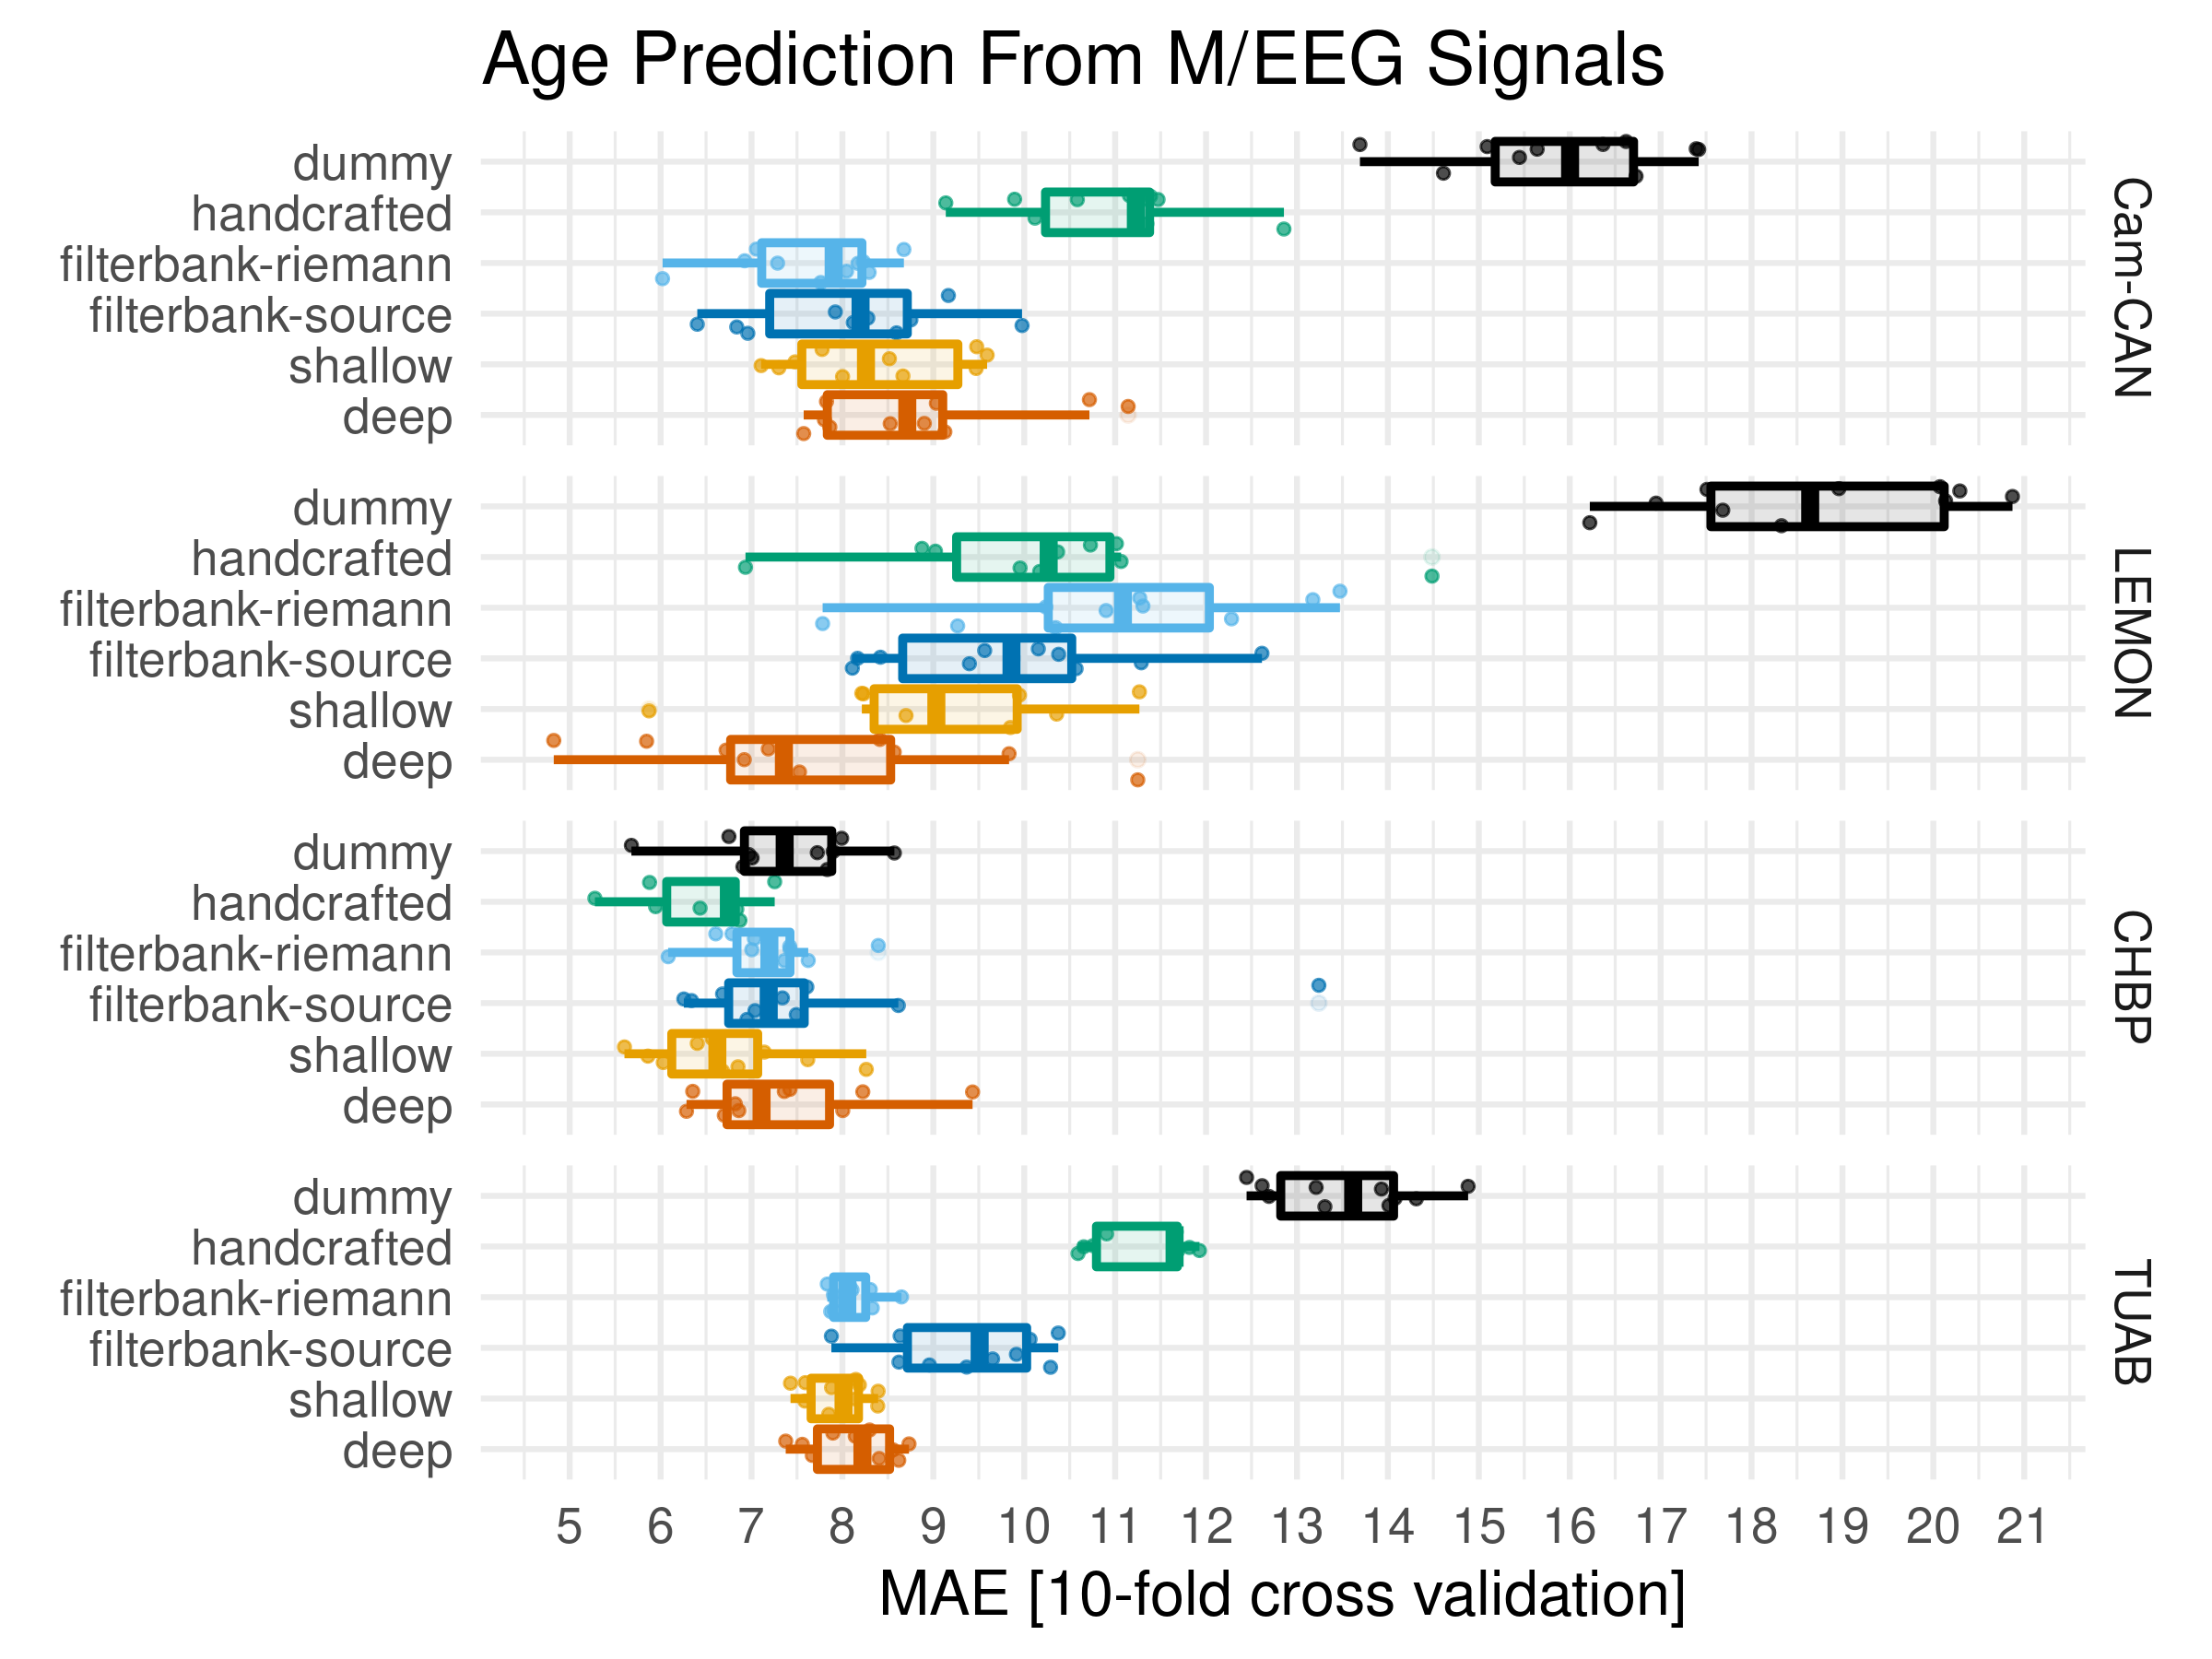 Age Prediction From M/EEG Signals
dummy
handcrafted
filterbank-riemann
filterbank-source
shallow
deep
Cam-CAN
dummy
handcrafted
filterbank-riemann
filterbank-source
shallow
deep
LEMON
dummy
handcrafted
filterbank-riemann
filterbank-source
shallow
deep
CHBP
dummy
handcrafted
filterbank-riemann
filterbank-source
shallow
deep
TUAB
5 6 7 8 9 10 11 12 13 14 15 16 17 18 19 20 21
MAE [10-fold cross validation]